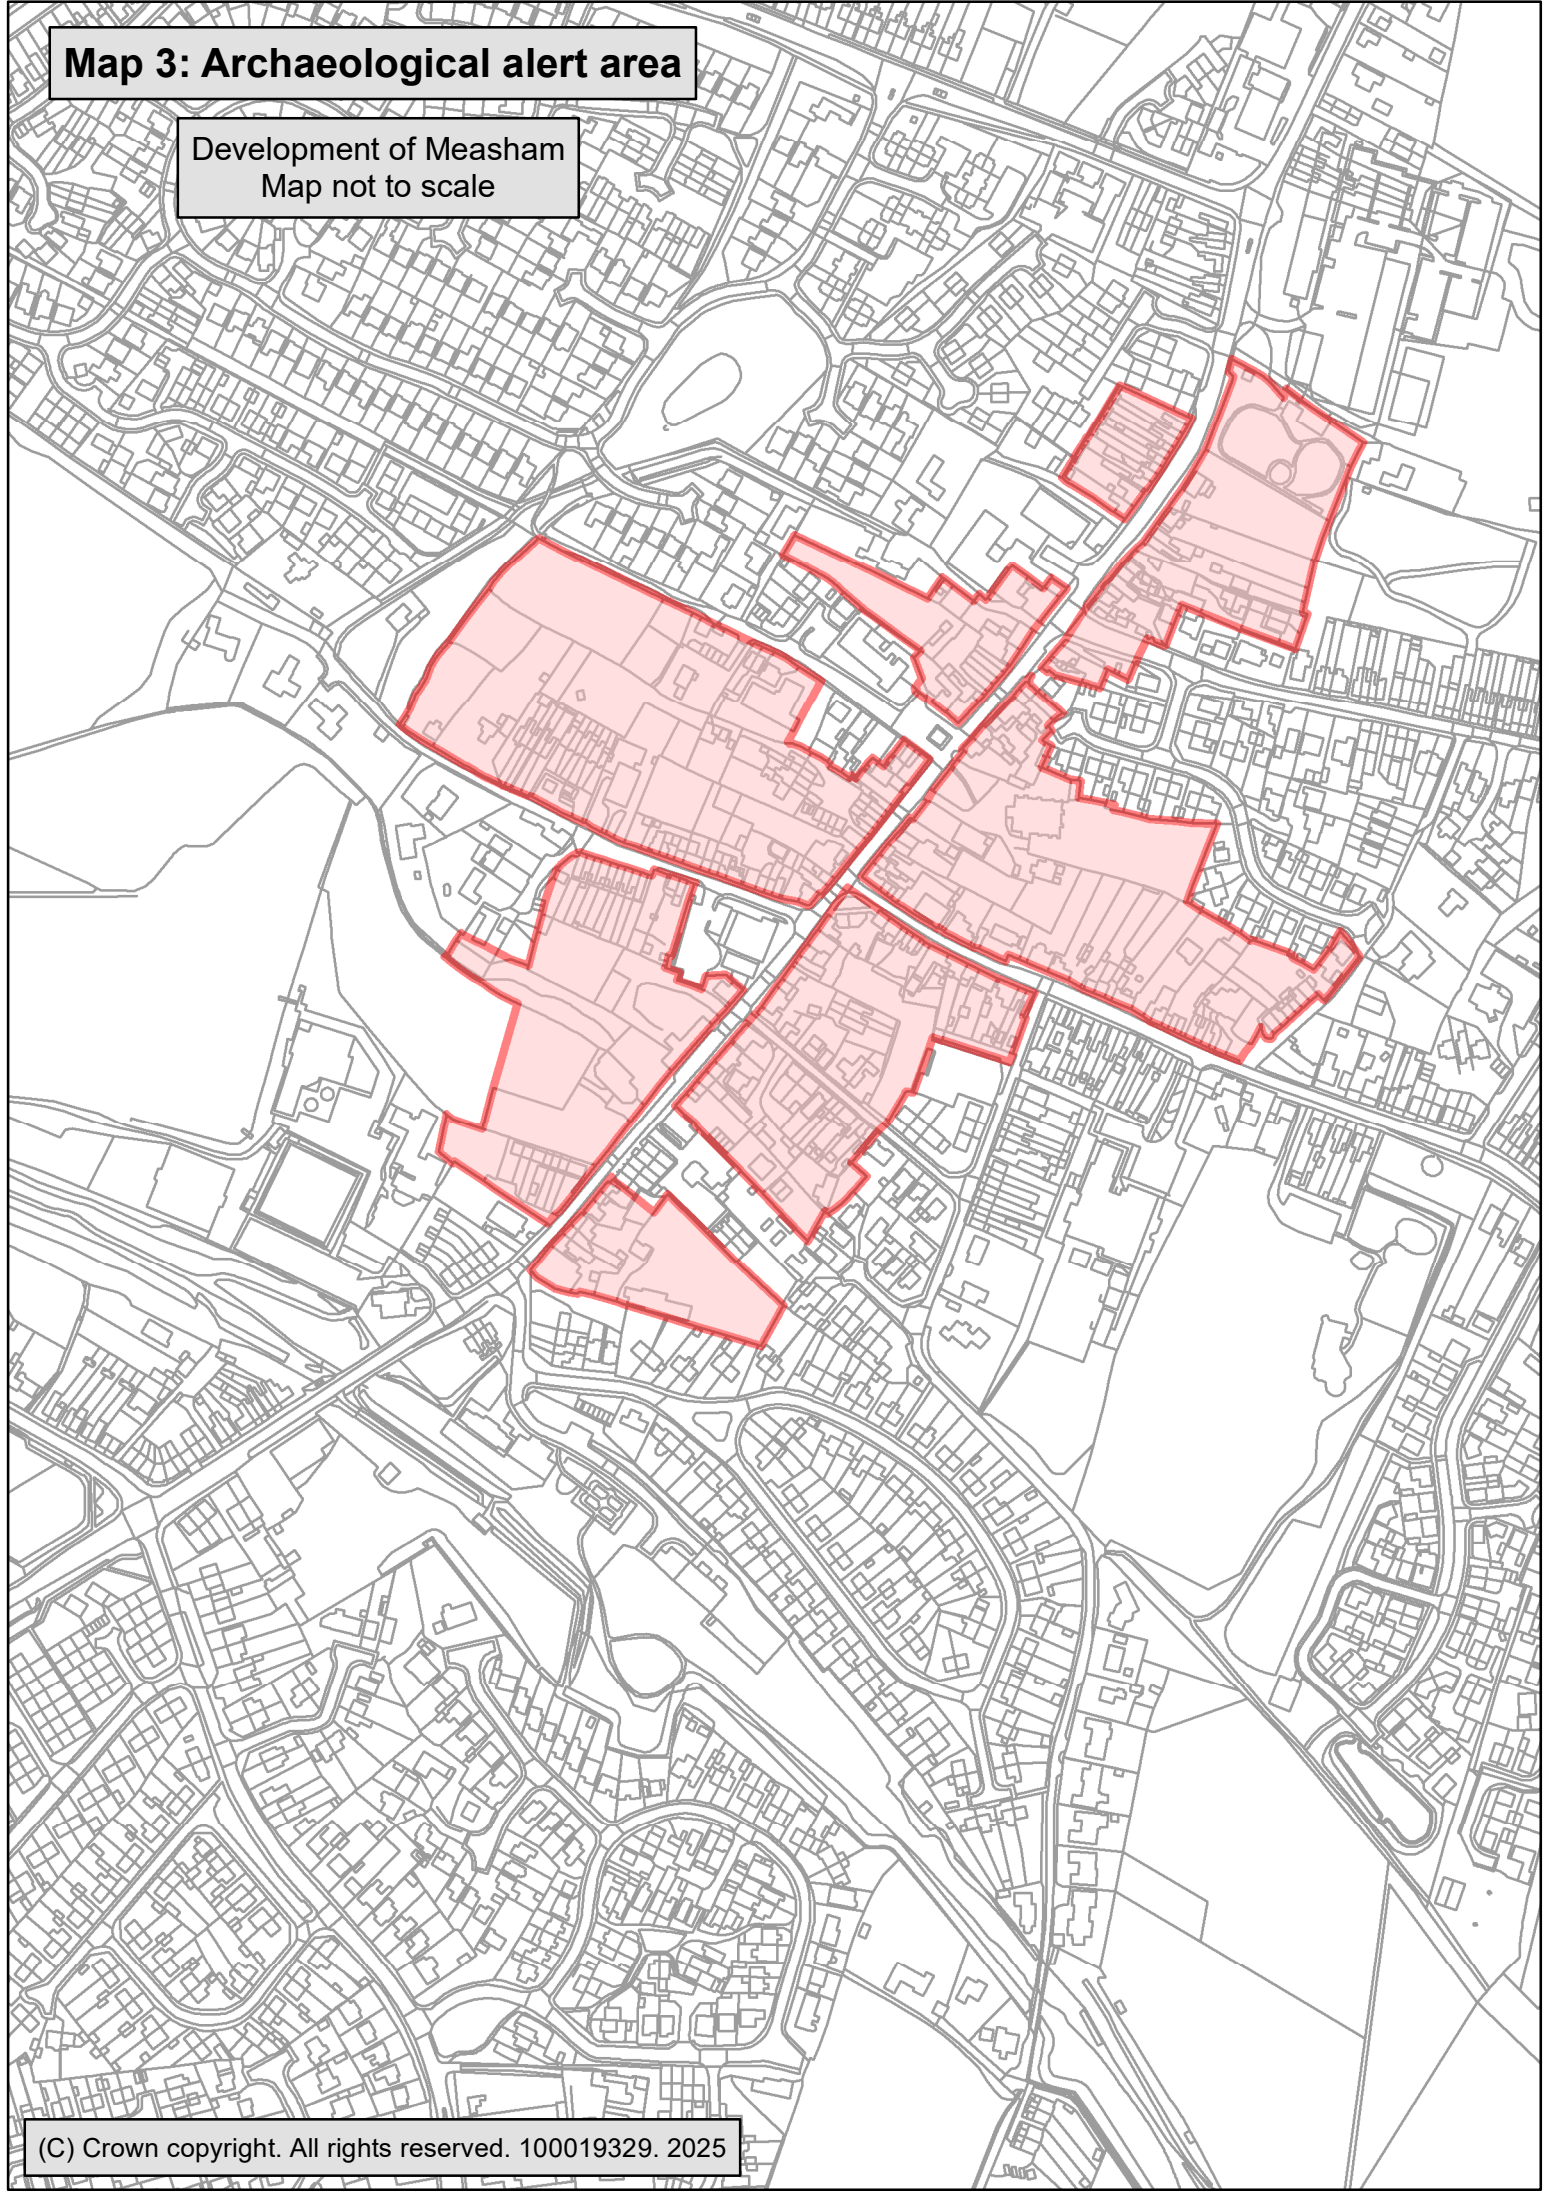 Map 3: Archaeological alert area
Development of Measham
Map not to scale
(C) Crown copyright. All rights reserved. 100019329. 2025